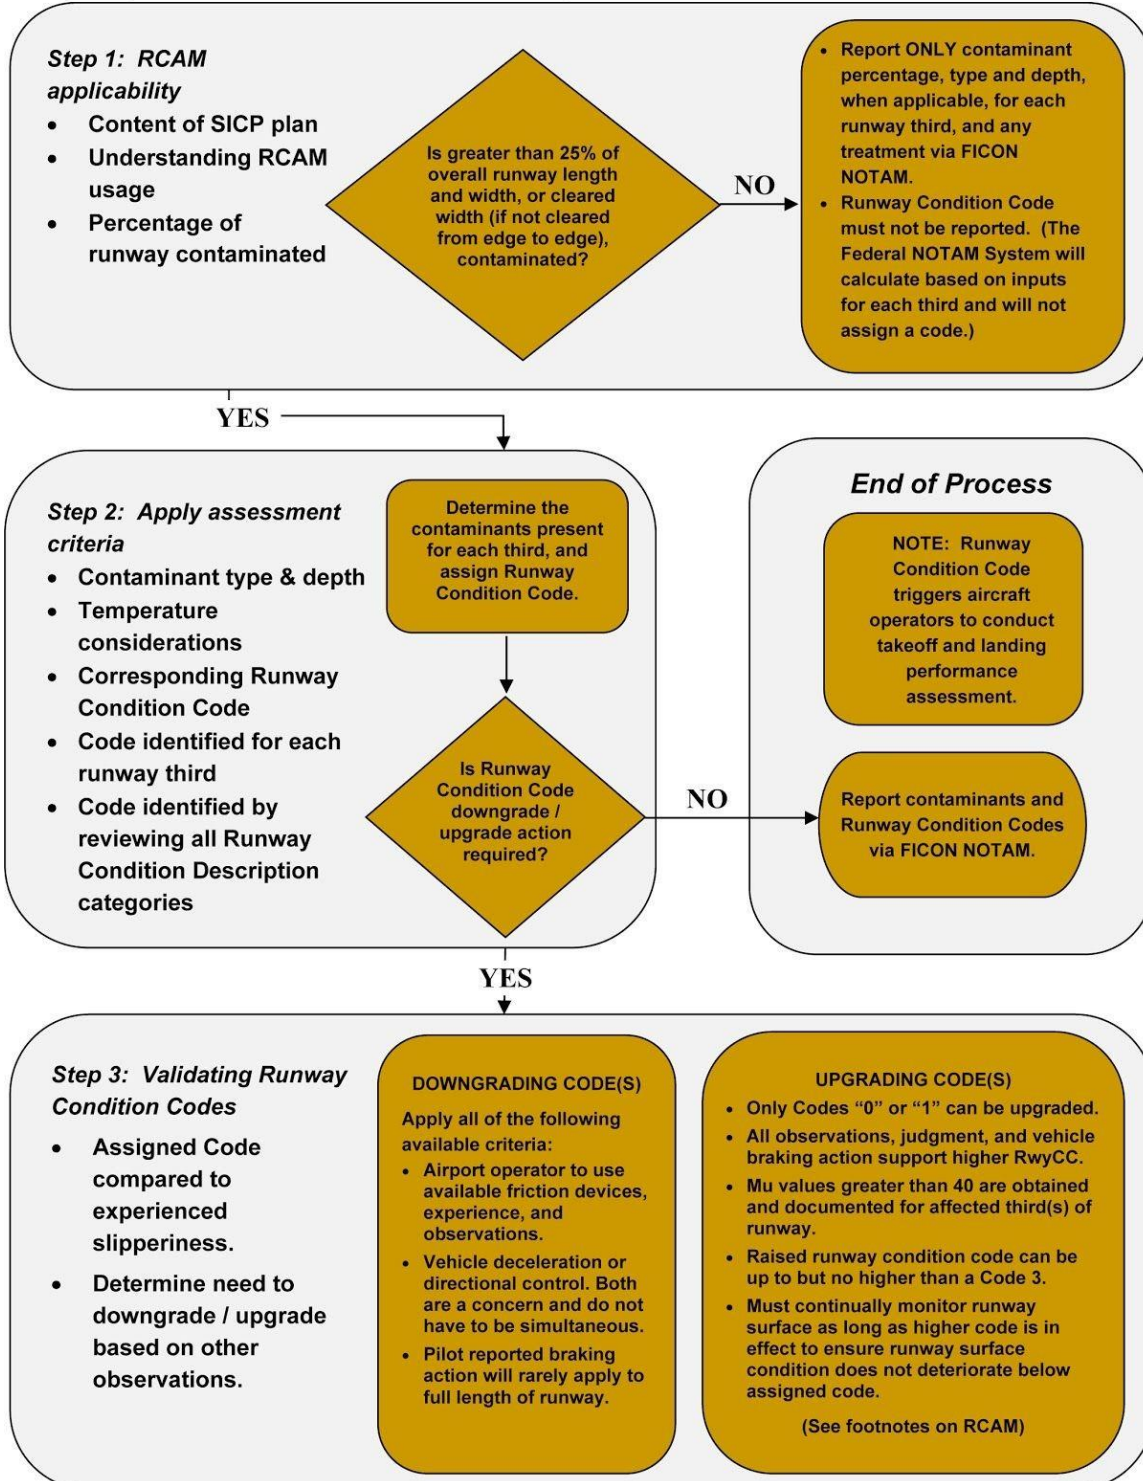 Step 1: RCAM
applicability
• Content of SICP plan
• Understanding RCAM
usage
• Percentage of
runway contaminated
Is greater than 25% of
overall runway length
and width, or cleared
width (if not cleared
from edge to edge),
contaminated?
NO
• Report ONLY contaminant
percentage, type and depth,
when applicable, for each
runway third, and any
treatment via FICON
NOTAM.
• Runway Condition Code
must not be reported. (The
Federal NOTAM System will
calculate based on inputs
for each third and will not
assign a code.)
YES
Step 2: Apply assessment
criteria
• Contaminant type & depth
• Temperature
considerations
• Corresponding Runway
Condition Code
• Code identified for each
runway third
• Code identified by
reviewing all Runway
Condition Description
categories
Determine the
contaminants present
for each third, and
assign Runway
Condition Code.
Is Runway
Condition Code
downgrade /
upgrade action
required?
NO
End of Process
NOTE: Runway
Condition Code
triggers aircraft
operators to conduct
takeoff and landing
performance
assessment.
Report contaminants and
Runway Condition Codes
via FICON NOTAM.
YES
Step 3: Validating Runway
Condition Codes
• Assigned Code
compared to
experienced
slipperiness.
• Determine need to
downgrade / upgrade
based on other
observations.
DOWNGRADING CODE(S)
Apply all of the following
available criteria:
• Airport operator to use
available friction devices,
experience, and
observations.
• Vehicle deceleration or
directional control. Both
are a concern and do not
have to be simultaneous.
• Pilot reported braking
action will rarely apply to
full length of runway.
UPGRADING CODE(S)
• Only Codes “0” or “1” can be upgraded.
• All observations, judgment, and vehicle
braking action support higher RwyCC.
• Mu values greater than 40 are obtained
and documented for affected third(s) of
runway.
• Raised runway condition code can be
up to but no higher than a Code 3.
• Must continually monitor runway
surface as long as higher code is in
effect to ensure runway surface
condition does not deteriorate below
assigned code.
(See footnotes on RCAM)